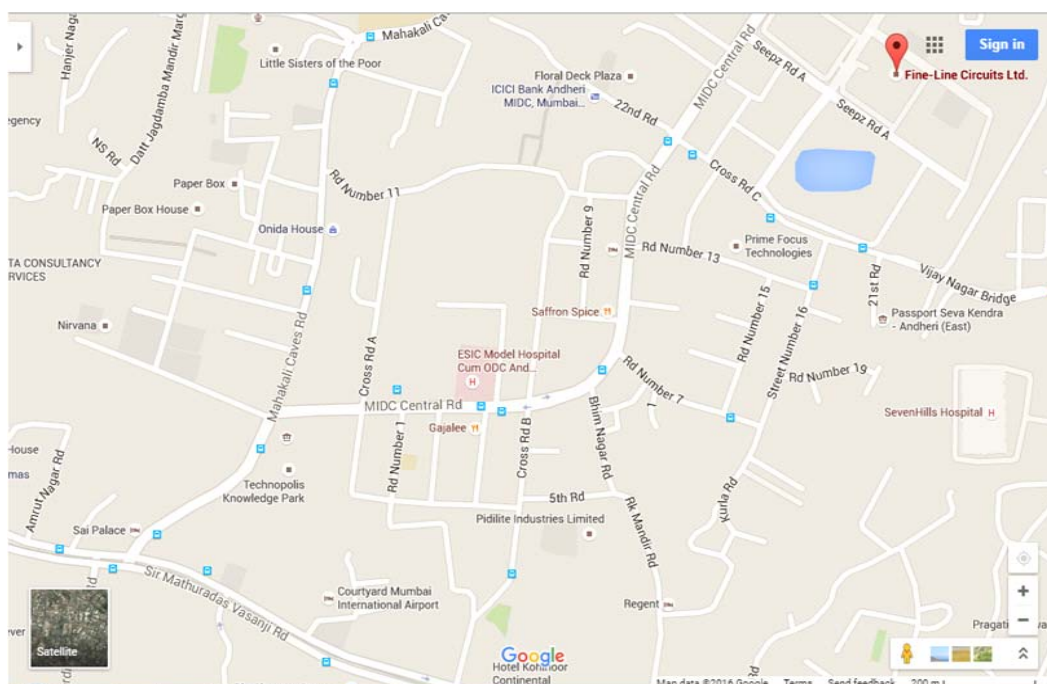 Hanjer Naga
Datt Jagdamba Mandir Marg
Mahakali Ca
Little Sisters of the Poor
Floral Deck Plaza
ICICI Bank Andheri
MIDC, Mumbai...
22nd Rd
MIDC Central Rd
Seepz Rd A
Sign in
Fine-Line Circuits Ltd.
Seepz Rd A
egency
NS Rd
Rd Number 11
Paper Box
Paper Box House
Onida House
Cross Rd C
MIDC Central Rd
Rd Number 9
Rd Number 13
Prime Focus
Technologies
TA CONSULTANCY
RVICES
21st Rd
Vijay Nagar Bridge
Passport Seva Kendra
- Andheri (East)
Nirvana
Mahakali Caves Rd
Cross Rd A
Saffron Spice
Rd Number 15
Street Number 16
ESIC Model Hospital
Cum ODC And...
H
Rd Number 7
Rd Number 19
MIDC Central Rd
Gajalee
Bhim Nagar Rd
1
SevenHills Hospital H
House
mas
Amrut Nagar Rd
Technopolis
Knowledge Park
Rd Number 1
Cross Rd B
5th Rd
Kurla Rd
Sai Palace
Pidilite Industries Limited
Rk Mandir Rd
Sir Mathuradas Vasanji Rd
Courtyard Mumbai
International Airport
Regent
Rd
ever
Satellite
Google
Hotel Kohinoor
Continental
Pragati
wa
+
−
Map data ©2016 Google Terms Send feedback 200 m